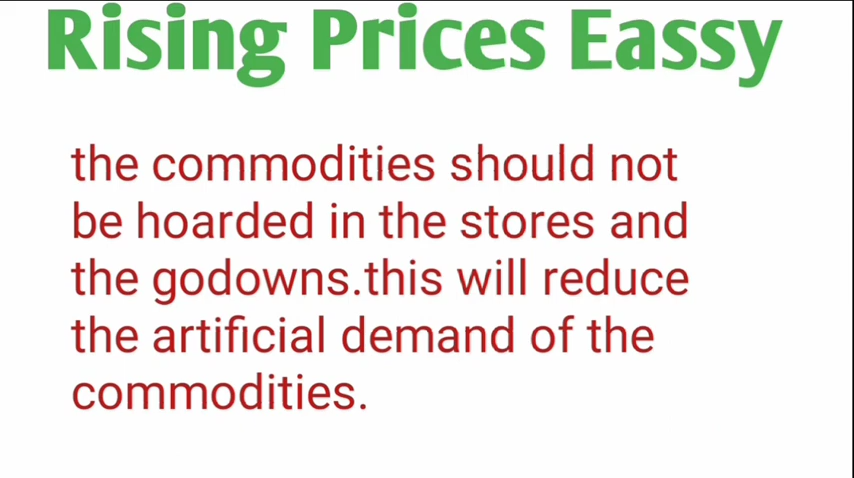 Rising Prices Eassy
the commodities should not
be hoarded in the stores and
the godowns.this will reduce
the artificial demand of the
commodities.